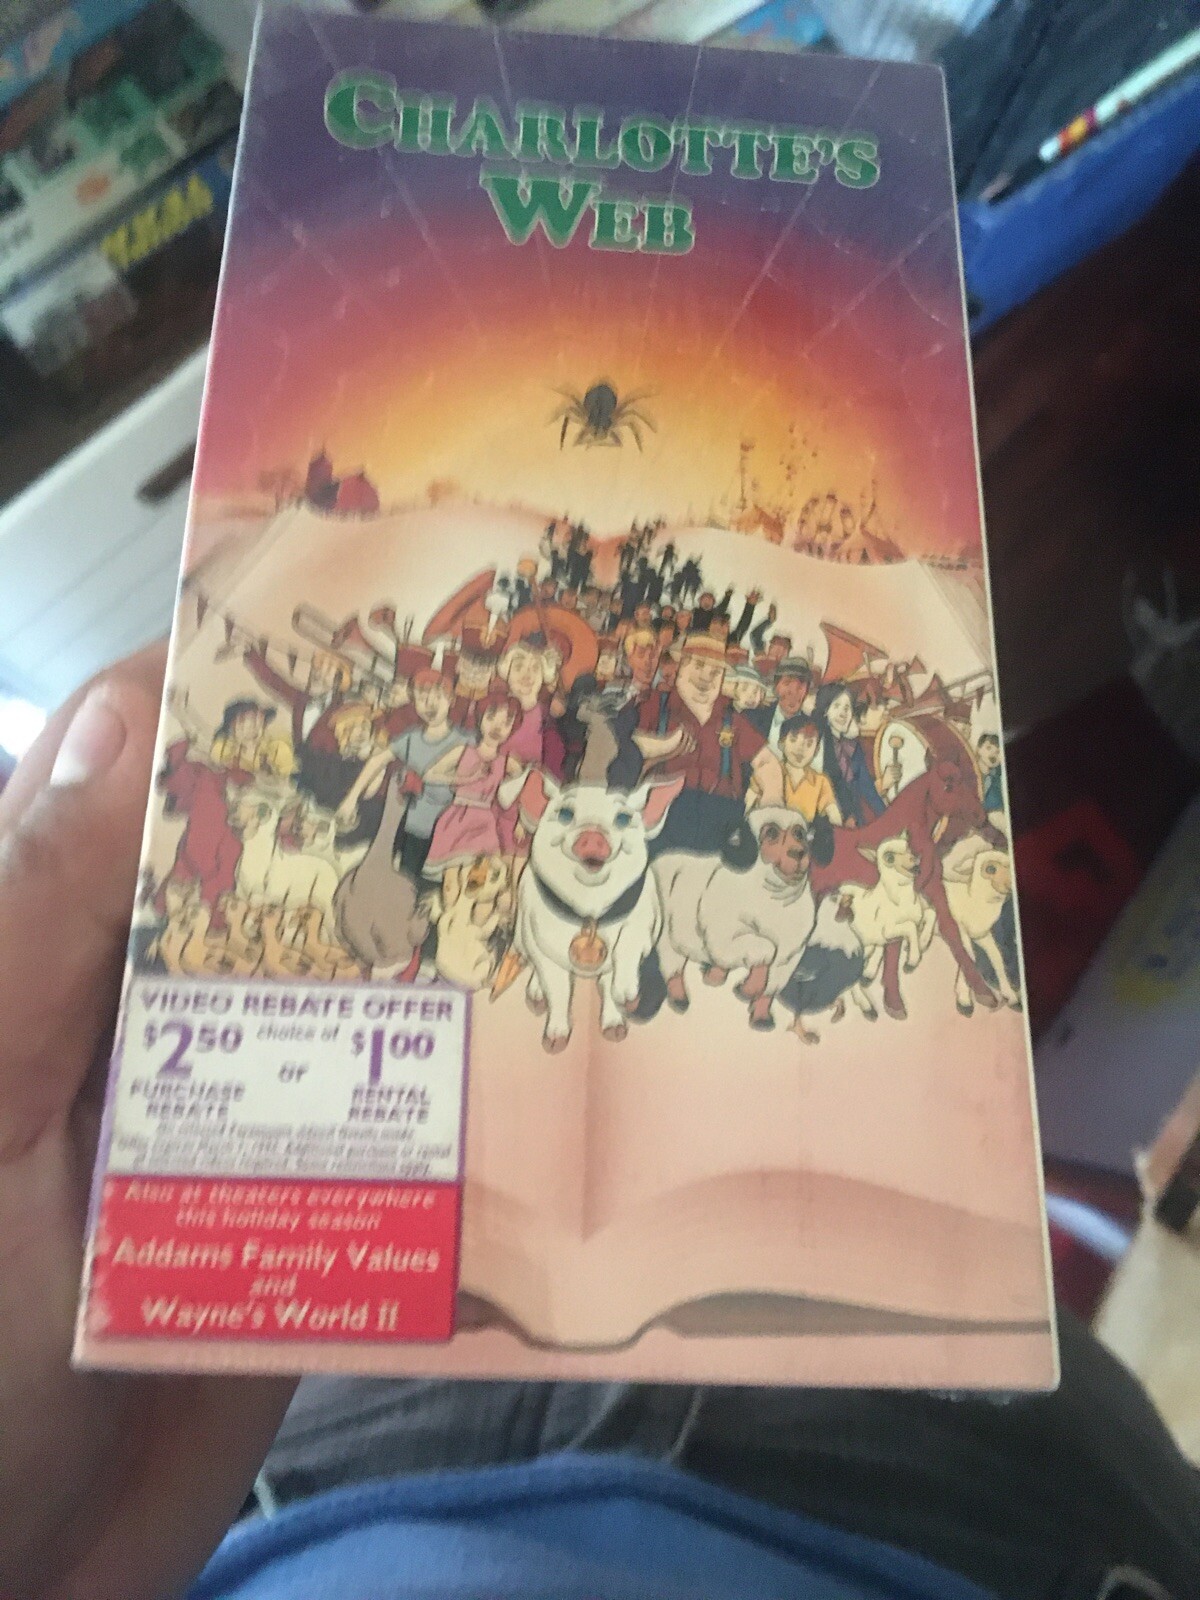 CHARLOTTE'S
WEB
VIDEO REBATE OFFER
$2.50 choice of $1.00
or
PURCHASE RENTAL
REBATE REBATE
Also at theaters everywhere
this holiday season
Addams Family Values
and
Wayne's World II